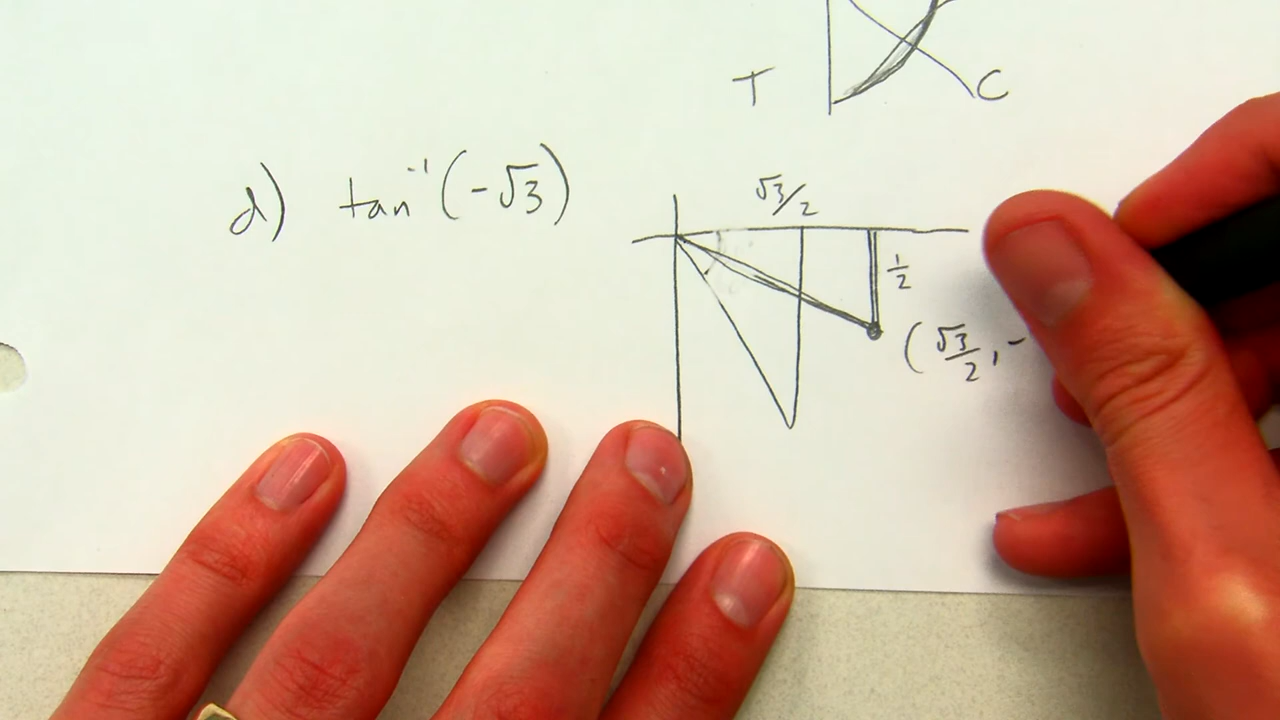 T C
d) tan⁻¹(-√3)
√3/2
1/2
(√3/2, -